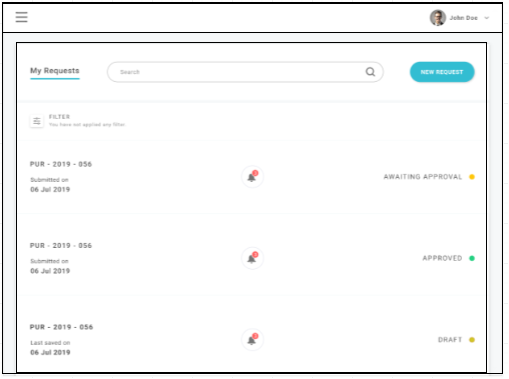 John Doe
My Requests
Search
NEW REQUEST
FILTER
You have not applied any filter.
PUR - 2019 - 056
Submitted on
06 Jul 2019
AWAITING APPROVAL
PUR - 2019 - 056
Submitted on
06 Jul 2019
APPROVED
PUR - 2019 - 056
Last saved on
06 Jul 2019
DRAFT